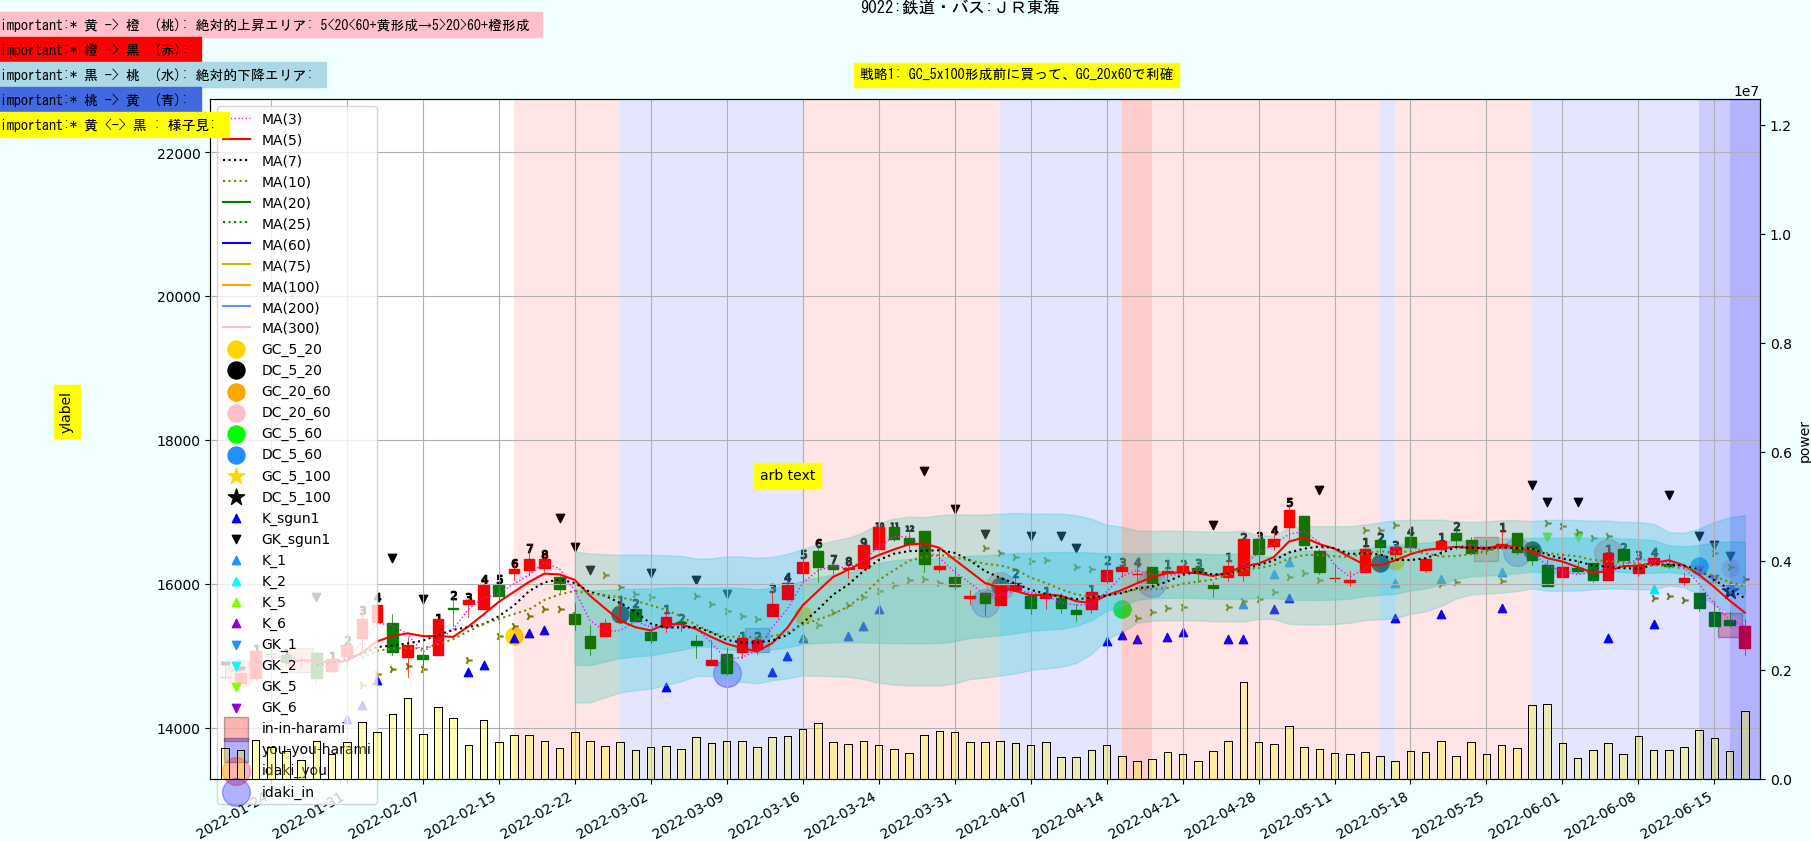 9022:鉄道・バス:ＪＲ東海
important:* 黄 -> 橙 (桃): 絶対的上昇エリア: 5<20<60+黄形成→5>20>60+橙形成
important:* 橙 -> 黒 (赤):
important:* 黒 -> 桃 (水): 絶対的下降エリア:
戦略1: GC_5x100形成前に買って、GC_20x60で利確
important:* 桃 -> 黄 (青):
important:* 黄 <-> 黒 : 様子見:
1e7
MA(3)
MA(5)
MA(7)
MA(10)
MA(20)
MA(25)
MA(60)
MA(75)
MA(100)
MA(200)
MA(300)
GC_5_20
DC_5_20
GC_20_60
DC_20_60
GC_5_60
DC_5_60
GC_5_100
DC_5_100
K_sgun1
GK_sgun1
K_1
K_2
K_5
K_6
GK_1
GK_2
GK_5
GK_6
in-in-harami
you-you-harami
idaki_you
idaki_in
22000
20000
18000
16000
14000
ylabel
arb text
1.2
1.0
0.8
0.6
0.4
0.2
0.0
power
2022-01-24
2022-01-31
2022-02-07
2022-02-15
2022-02-22
2022-03-02
2022-03-09
2022-03-16
2022-03-24
2022-03-31
2022-04-07
2022-04-14
2022-04-21
2022-04-28
2022-05-11
2022-05-18
2022-05-25
2022-06-01
2022-06-08
2022-06-15